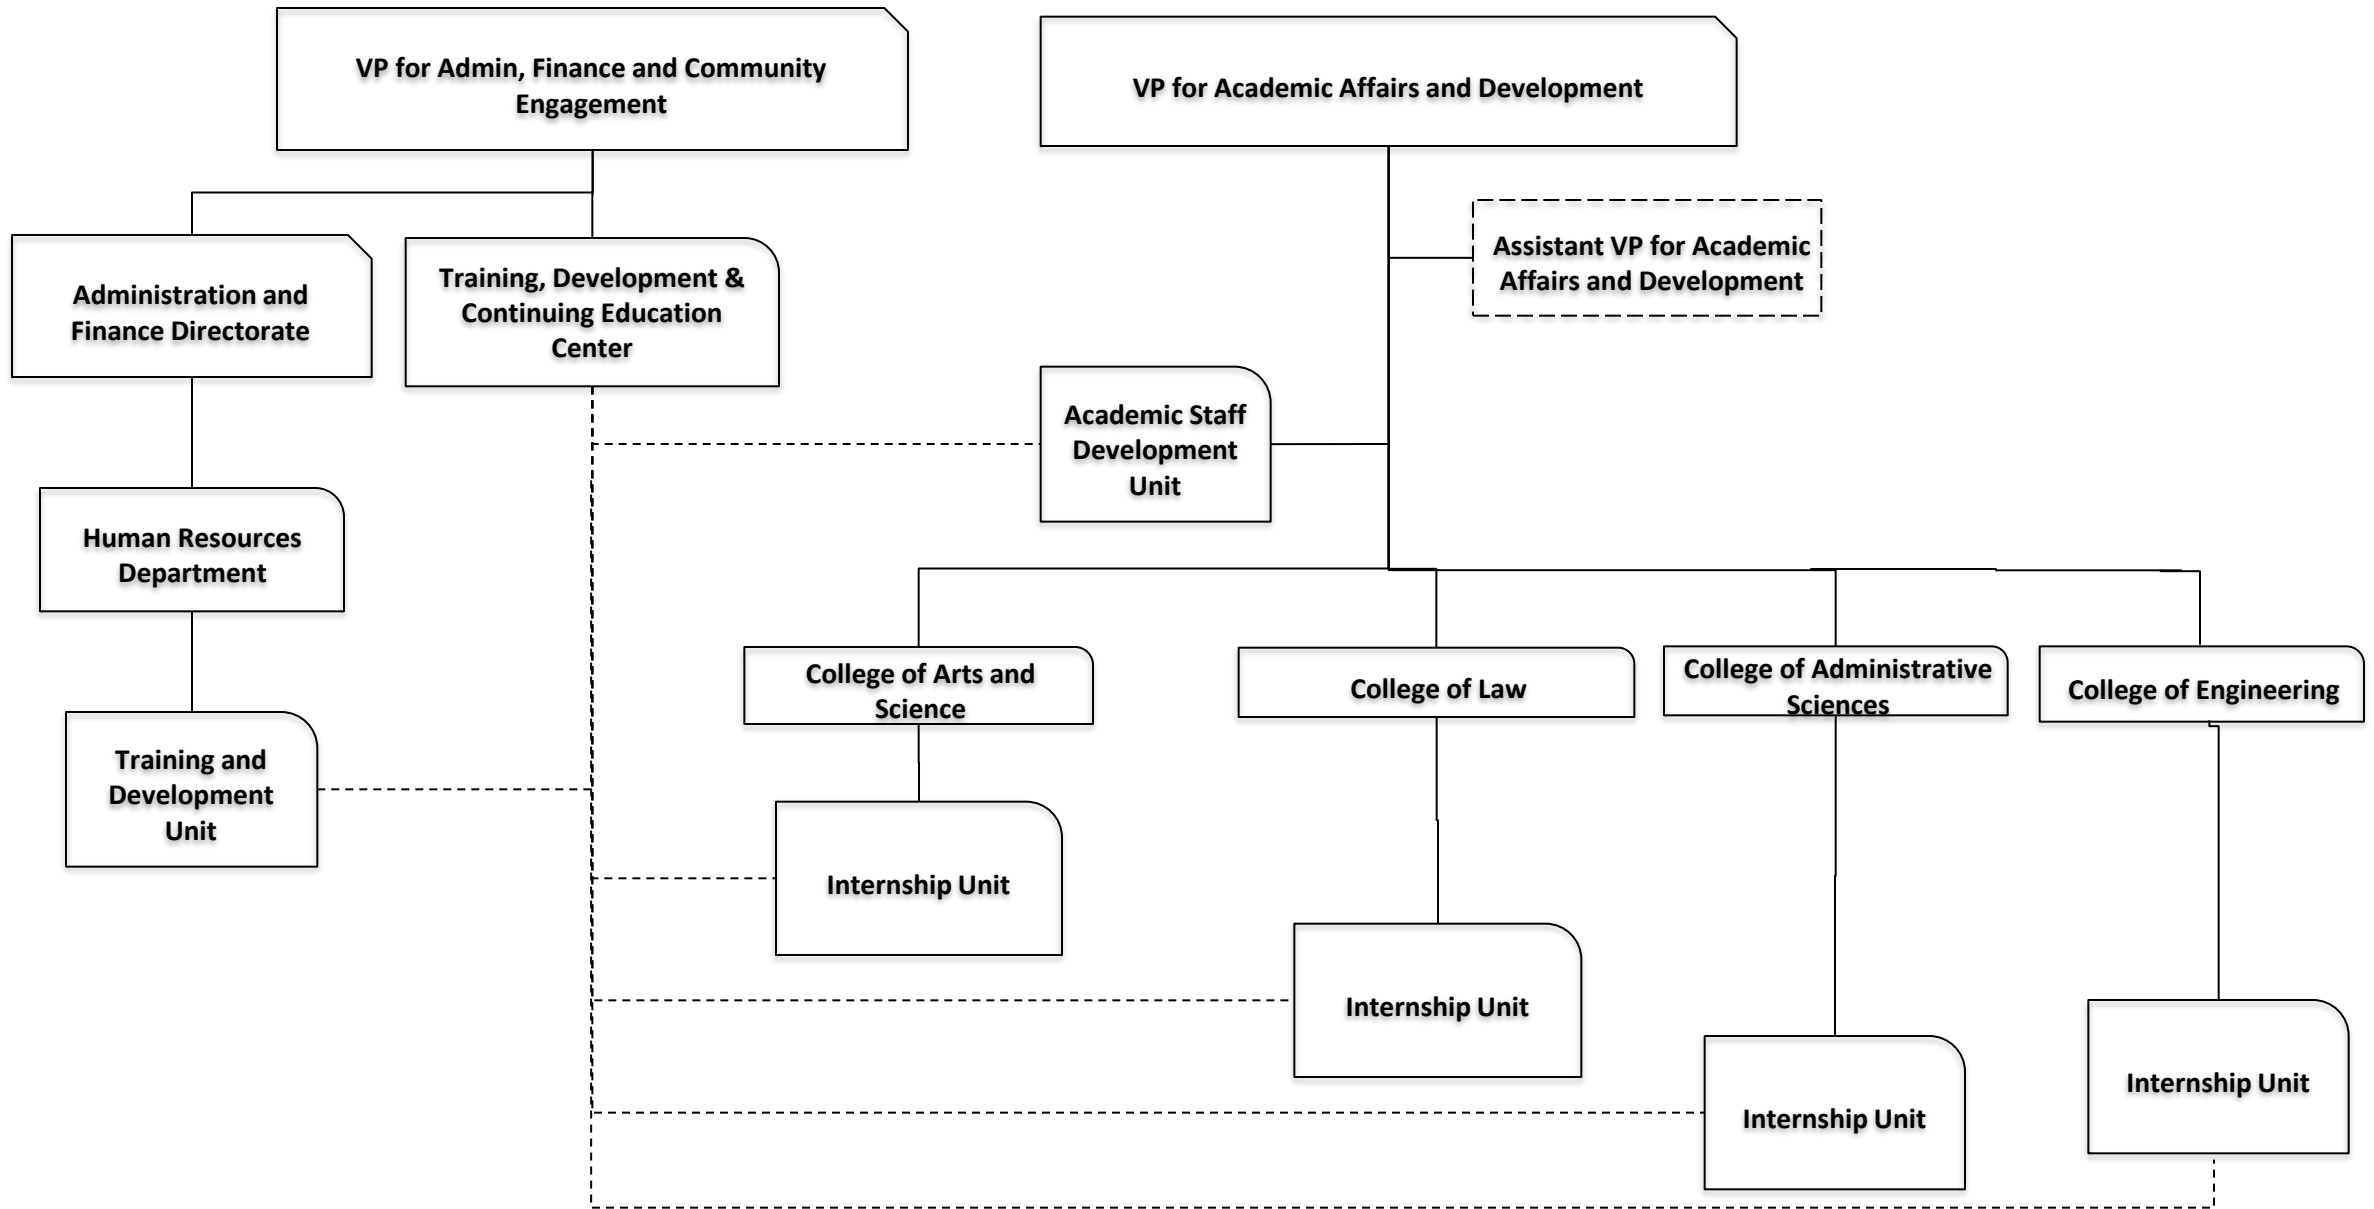 VP for Admin, Finance and Community
Engagement
VP for Academic Affairs and Development
Assistant VP for Academic
Affairs and Development
Administration and
Finance Directorate
Training, Development &
Continuing Education
Center
Academic Staff
Development
Unit
Human Resources
Department
College of Arts and
Science
College of Law
College of Administrative
Sciences
College of Engineering
Training and
Development
Unit
Internship Unit
Internship Unit
Internship Unit
Internship Unit